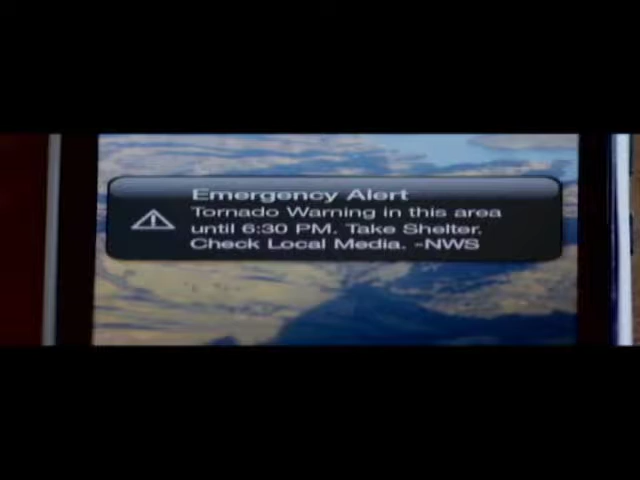 Emergency Alert
Tornado Warning in this area
until 6:30 PM. Take Shelter.
Check Local Media. -NWS